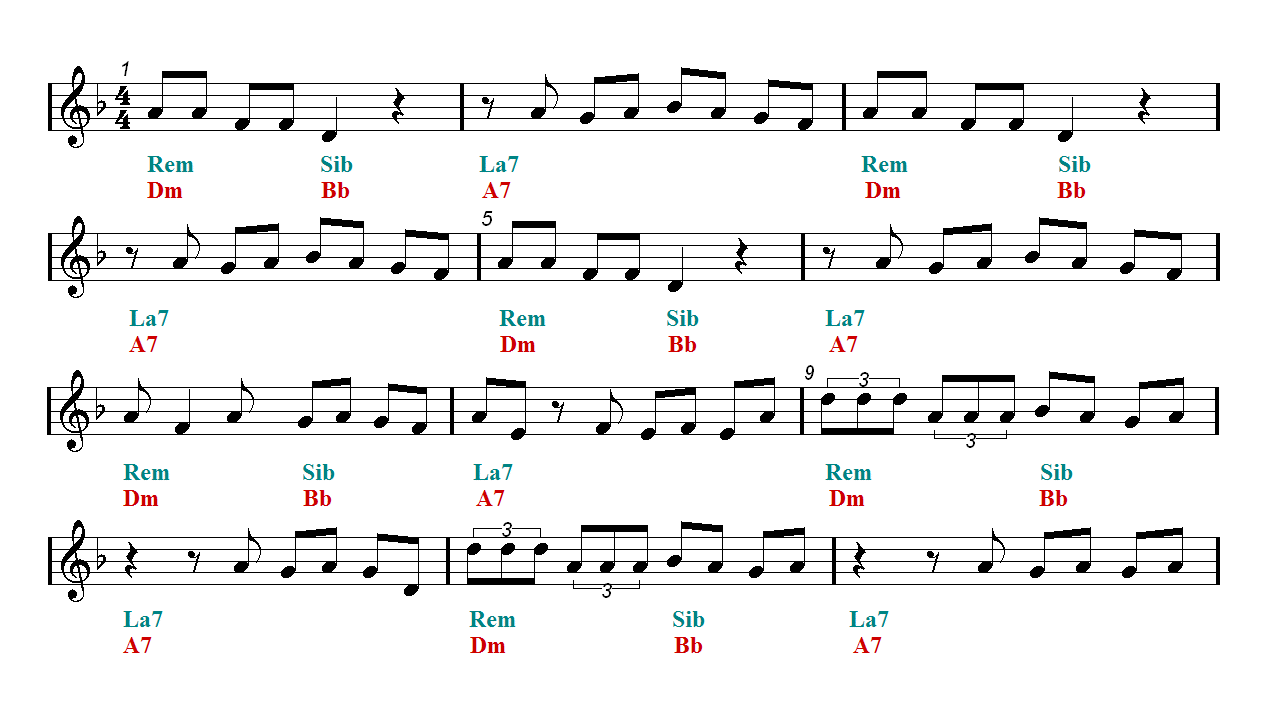 1
4
4
Rem Sib La7 Rem Sib
Dm Bb A7 Dm Bb
5
La7 Rem Sib La7
A7 Dm Bb A7
9 3
3
Rem Sib La7 Rem Sib
Dm Bb A7 Dm Bb
3
3
La7 Rem Sib La7
A7 Dm Bb A7